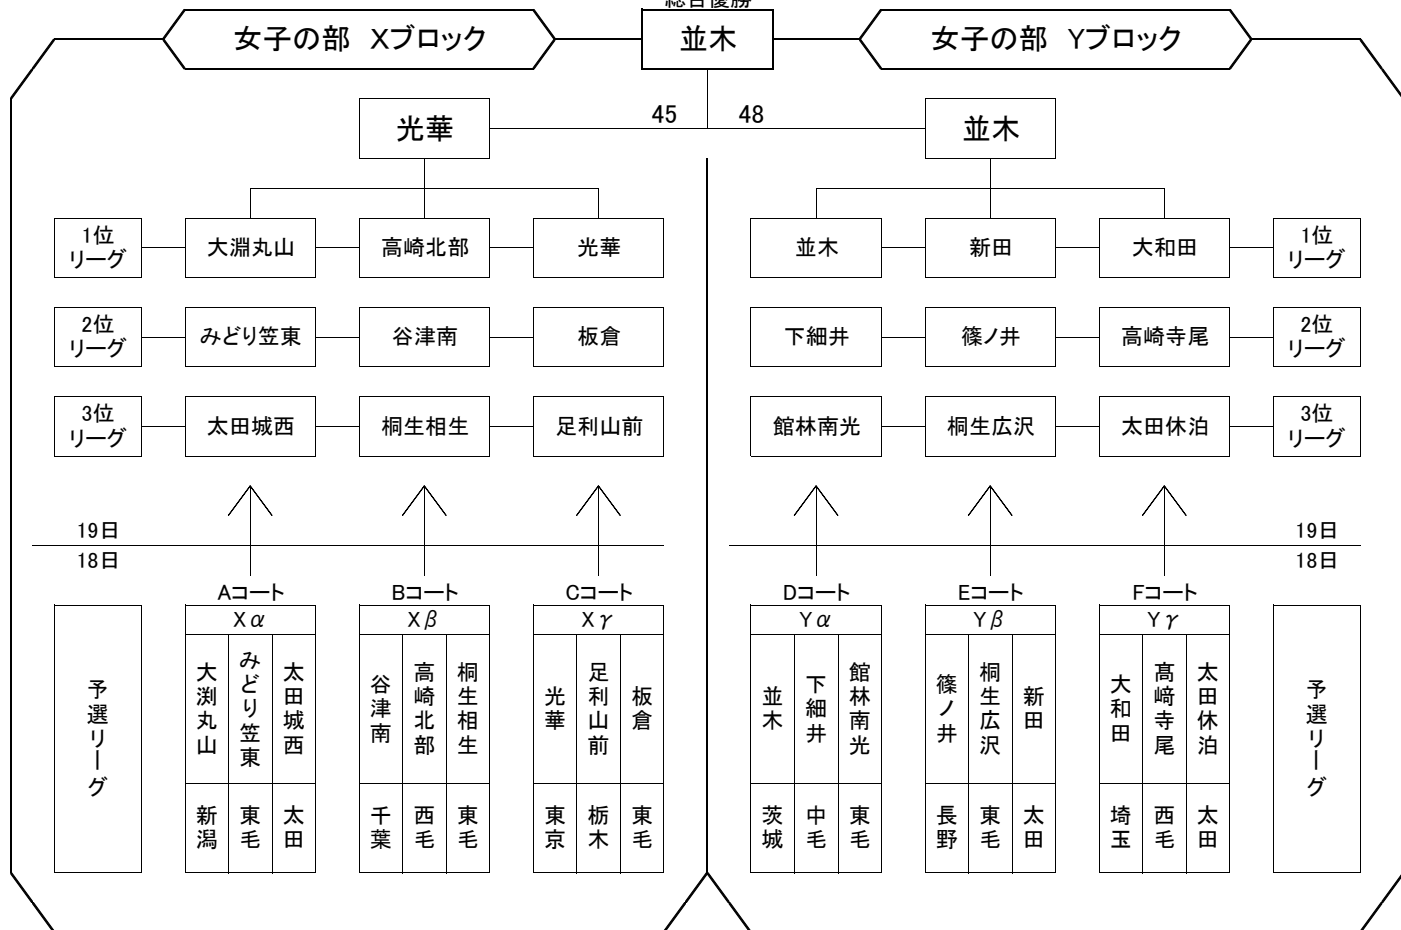 総合優勝
女子の部 Xブロック
並木
女子の部 Yブロック
45 48
光華
並木
1位
リーグ
大淵丸山
高崎北部
光華
並木
新田
大和田
1位
リーグ
2位
リーグ
みどり笠東
谷津南
板倉
下細井
篠ノ井
高崎寺尾
2位
リーグ
3位
リーグ
太田城西
桐生相生
足利山前
館林南光
桐生広沢
太田休泊
3位
リーグ
19日
18日
19日
18日
Aコート
Bコート
Cコート
Dコート
Eコート
Fコート
Xα
Xβ
Xγ
Yα
Yβ
Yγ
予選リーグ
大渕丸山
みどり笠東
太田城西
谷津南
高崎北部
桐生相生
光華
足利山前
板倉
並木
下細井
館林南光
篠ノ井
桐生広沢
新田
大和田
髙﨑寺尾
太田休泊
予選リーグ
新潟
東毛
太田
千葉
西毛
東毛
東京
栃木
東毛
茨城
中毛
東毛
長野
東毛
太田
埼玉
西毛
太田